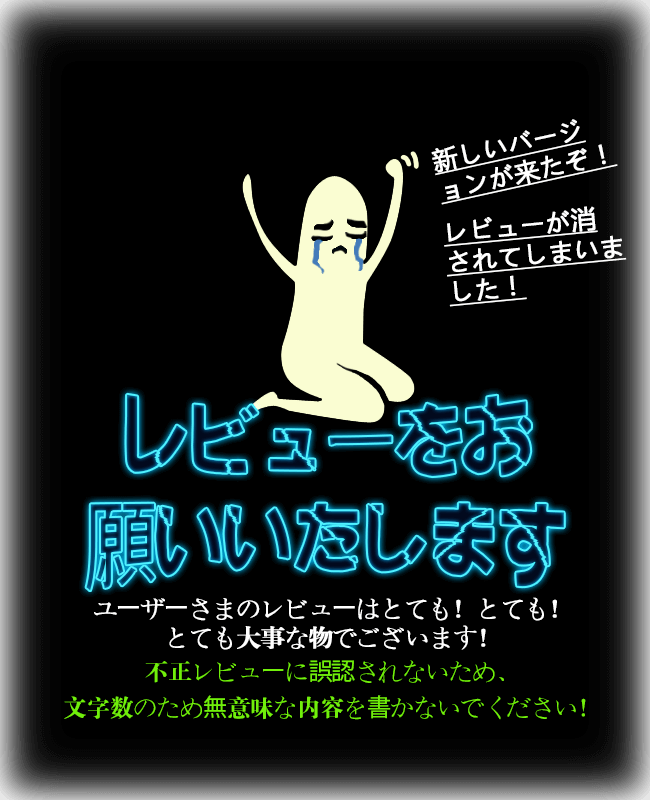 新しいバージ
ョンが来たぞ！
レビューが消
されてしまいま
した！
レビューをお
願いいたします
ユーザーさまのレビューはとても！とても！
とても大事な物でございます！
不正レビューに誤認されないため、
文字数のため無意味な内容を書かないでください！